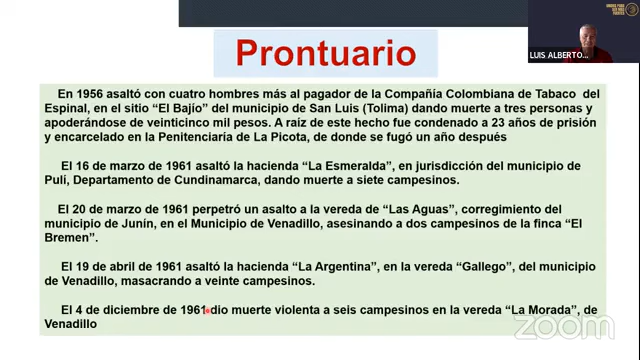 Prontuario
LUIS ALBERTO...
En 1956 asaltó con cuatro hombres más al pagador de la Compañía Colombiana de Tabaco del
Espinal, en el sitio “El Bajío” del municipio de San Luis (Tolima) dando muerte a tres personas y
apoderándose de veinticinco mil pesos. A raíz de este hecho fue condenado a 23 años de prisión
y encarcelado en la Penitenciaría de La Picota, de donde se fugó un año después
El 16 de marzo de 1961 asaltó la hacienda “La Esmeralda”, en jurisdicción del municipio de
Pulí, Departamento de Cundinamarca, dando muerte a siete campesinos.
El 20 de marzo de 1961 perpetró un asalto a la vereda de “Las Aguas”, corregimiento del
municipio de Junín, en el Municipio de Venadillo, asesinando a dos campesinos de la finca “El
Bremen”.
El 19 de abril de 1961 asaltó la hacienda “La Argentina”, en la vereda “Gallego”, del municipio
de Venadillo, masacrando a veinte campesinos.
El 4 de diciembre de 1961 dio muerte violenta a seis campesinos en la vereda “La Morada”, de
Venadillo
zoom